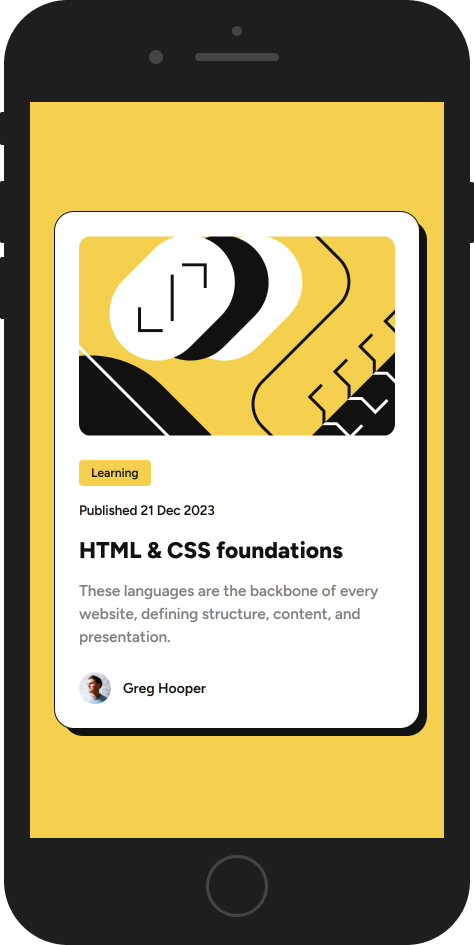 Learning
Published 21 Dec 2023
HTML & CSS foundations
These languages are the backbone of every
website, defining structure, content, and
presentation.
Greg Hooper